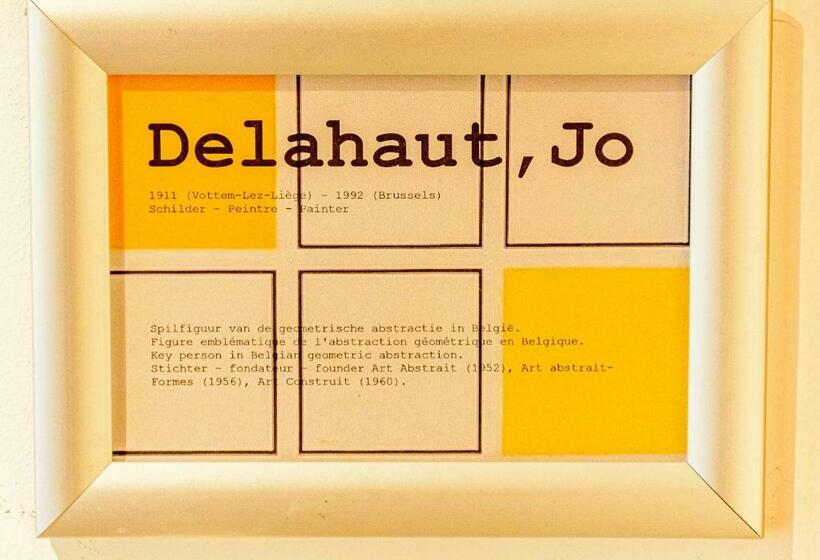 Delahaut,Jo
1911 (Vottem-Lez-Liège) - 1992 (Brussels)
Schilder - Peintre - Painter
Spilfiguur van de geometrische abstractie in België.
Figure emblématique de l'abstraction géométrique en Belgique.
Key person in Belgian geometric abstraction.
Stichter - fondateur - founder Art Abstrait (1952), Art abstrait-
Formes (1956), Art Construit (1960).